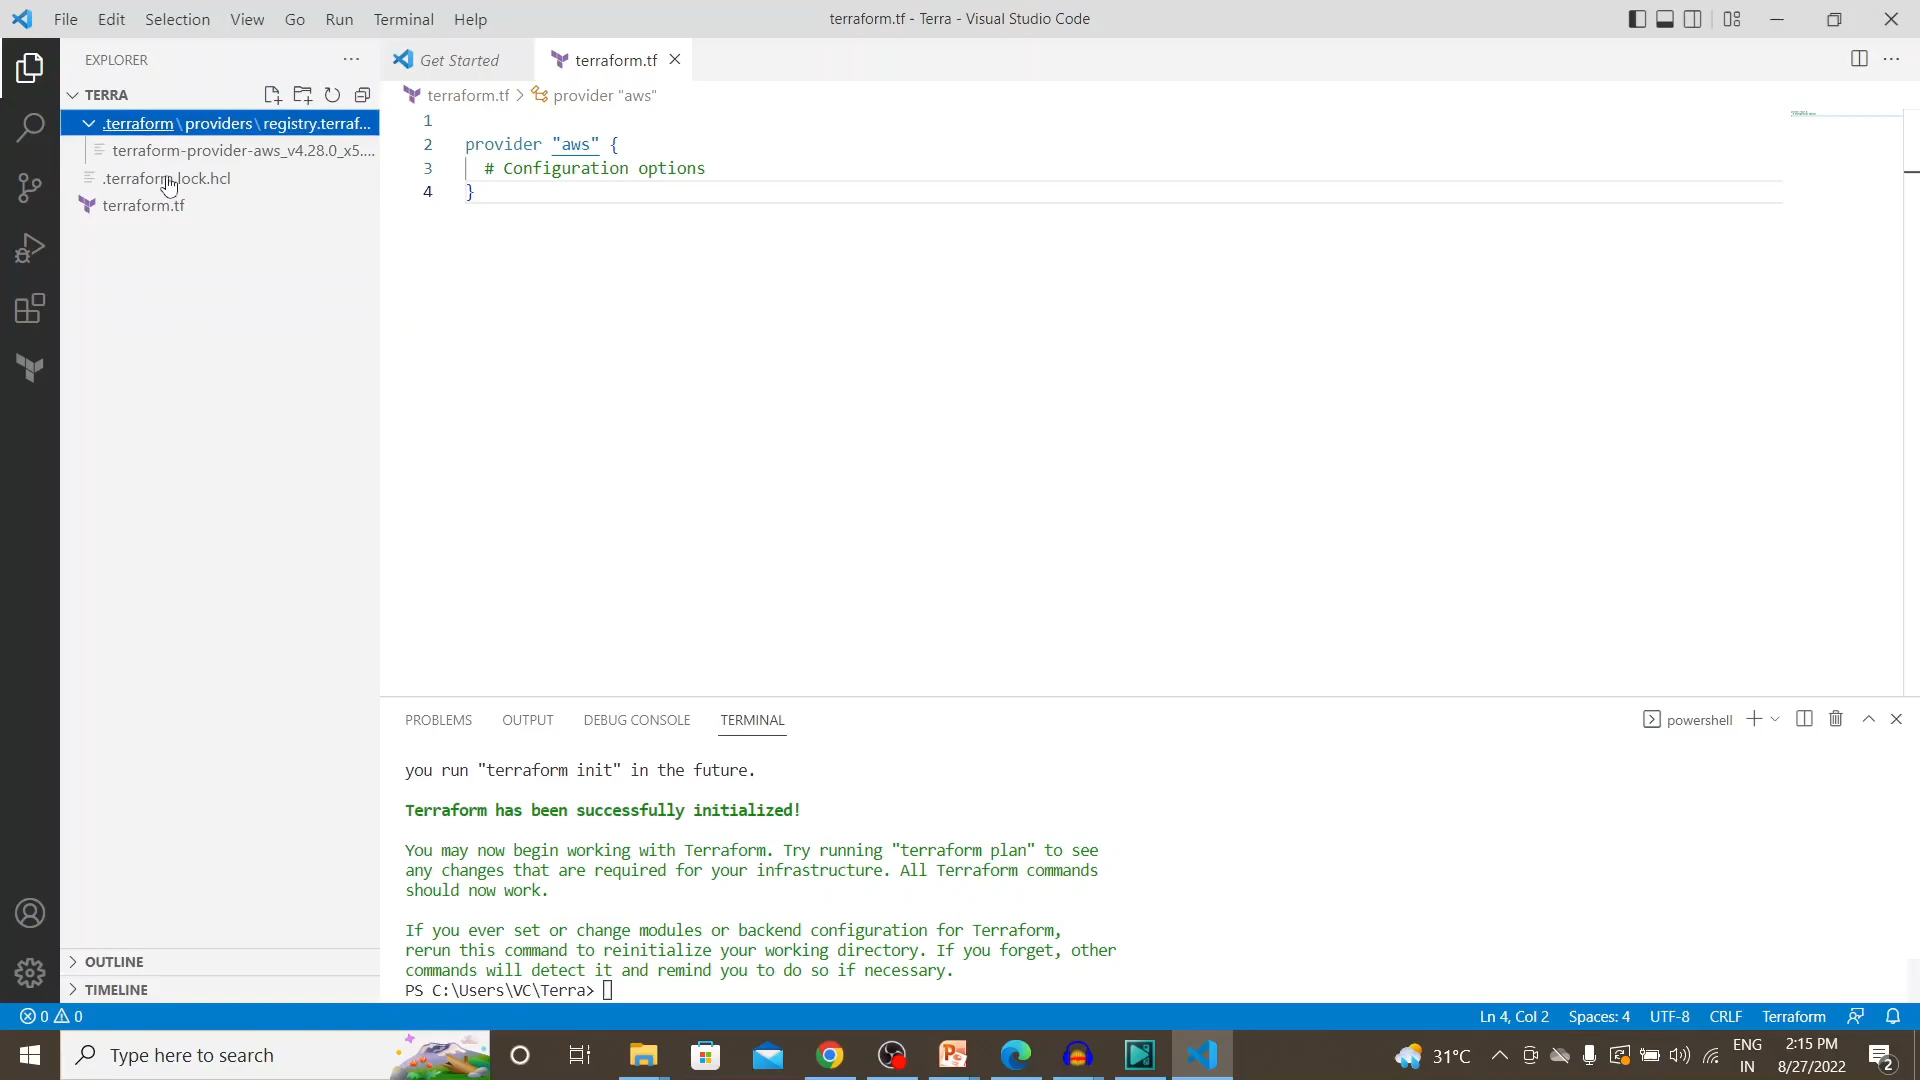 File Edit Selection View Go Run Terminal Help
terraform.tf - Terra - Visual Studio Code
EXPLORER
TERRA
.terraform\providers\registry.terraf...
terraform-provider-aws_v4.28.0_x5....
.terraform.lock.hcl
terraform.tf
OUTLINE
TIMELINE
Get Started
terraform.tf
terraform.tf > provider "aws"
1
2 provider "aws" {
3 # Configuration options
4 }
PROBLEMS OUTPUT DEBUG CONSOLE TERMINAL
powershell
you run "terraform init" in the future.
Terraform has been successfully initialized!
You may now begin working with Terraform. Try running "terraform plan" to see
any changes that are required for your infrastructure. All Terraform commands
should now work.
If you ever set or change modules or backend configuration for Terraform,
rerun this command to reinitialize your working directory. If you forget, other
commands will detect it and remind you to do so if necessary.
PS C:\Users\VC\Terra>
0 0
Ln 4, Col 2 Spaces: 4 UTF-8 CRLF Terraform
Type here to search
31°C
ENG
IN
2:15 PM
8/27/2022
2